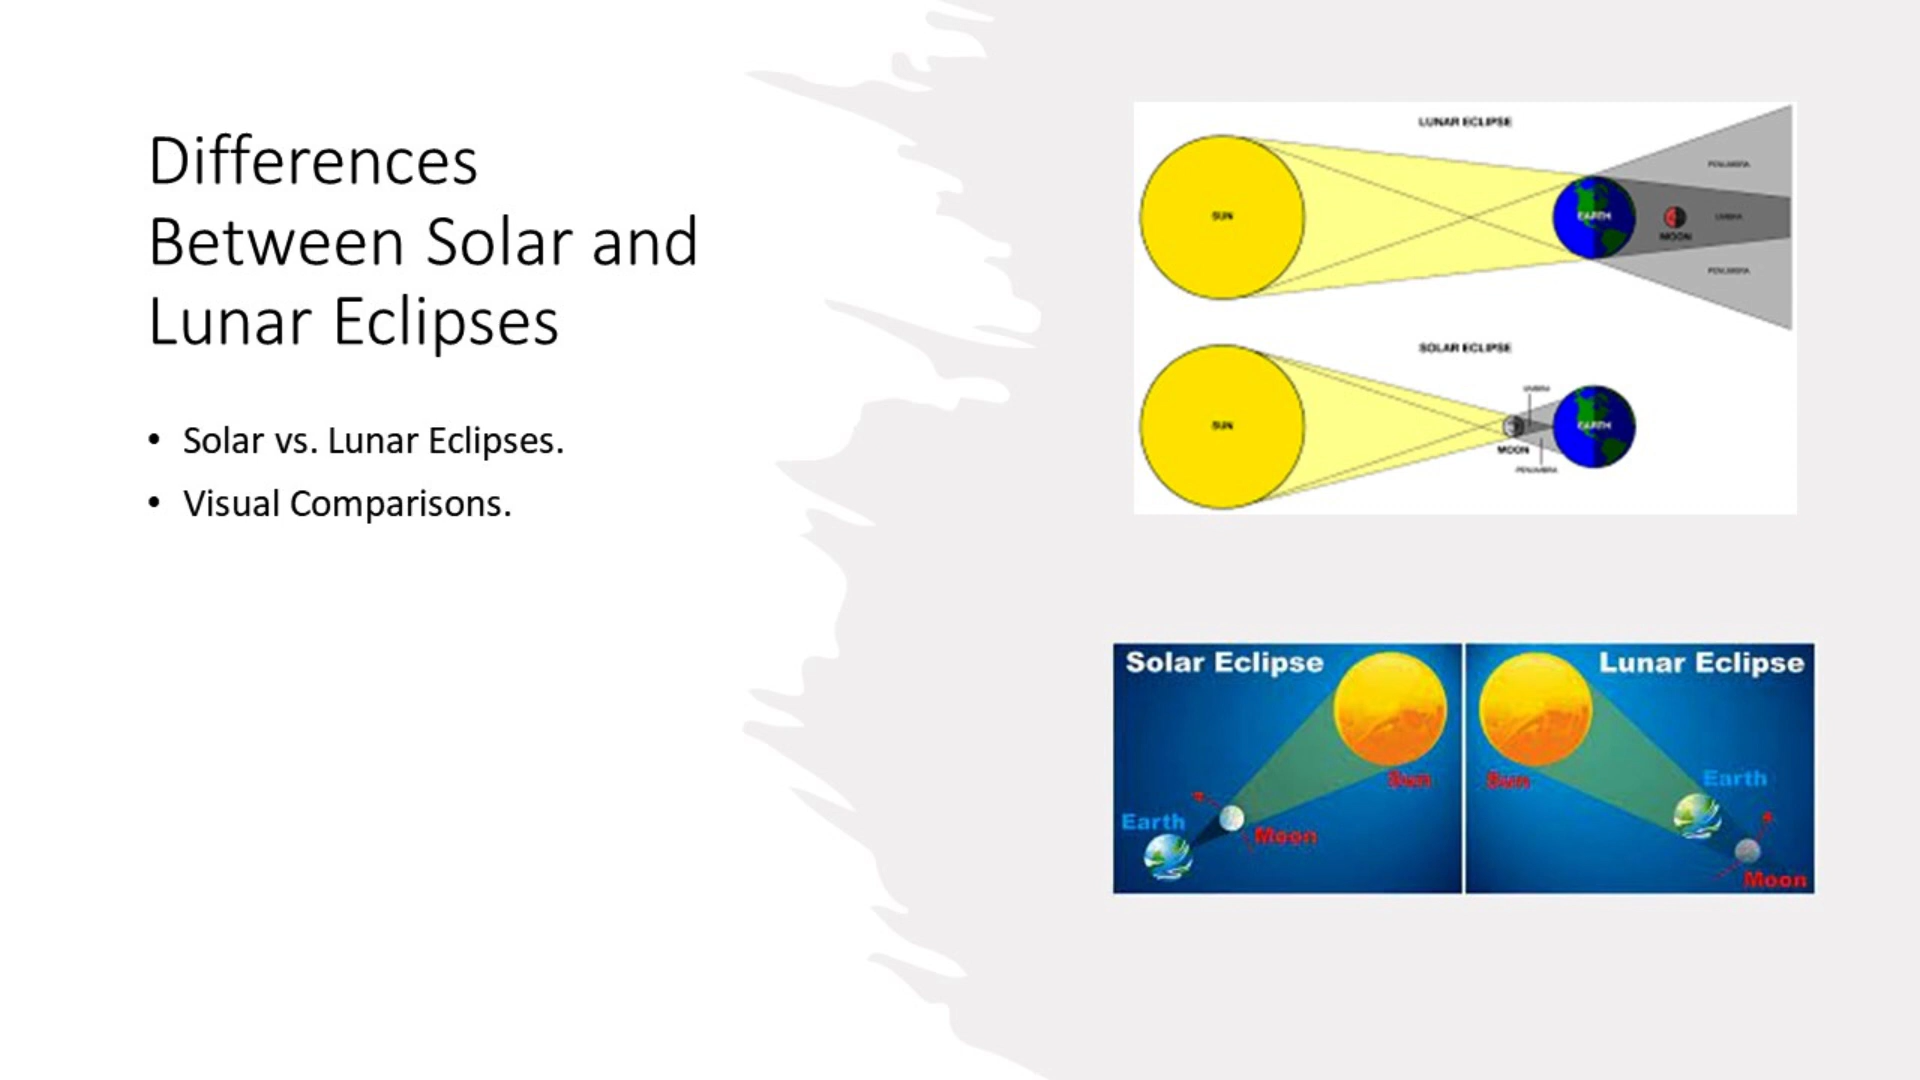 Differences
Between Solar and
Lunar Eclipses
• Solar vs. Lunar Eclipses.
• Visual Comparisons.
LUNAR ECLIPSE
PENUMBRA
SUN
EARTH
UMBRA
MOON
PENUMBRA
SOLAR ECLIPSE
UMBRA
SUN
EARTH
MOON
PENUMBRA
Solar Eclipse
Sun
Earth
Moon
Lunar Eclipse
Sun
Earth
Moon